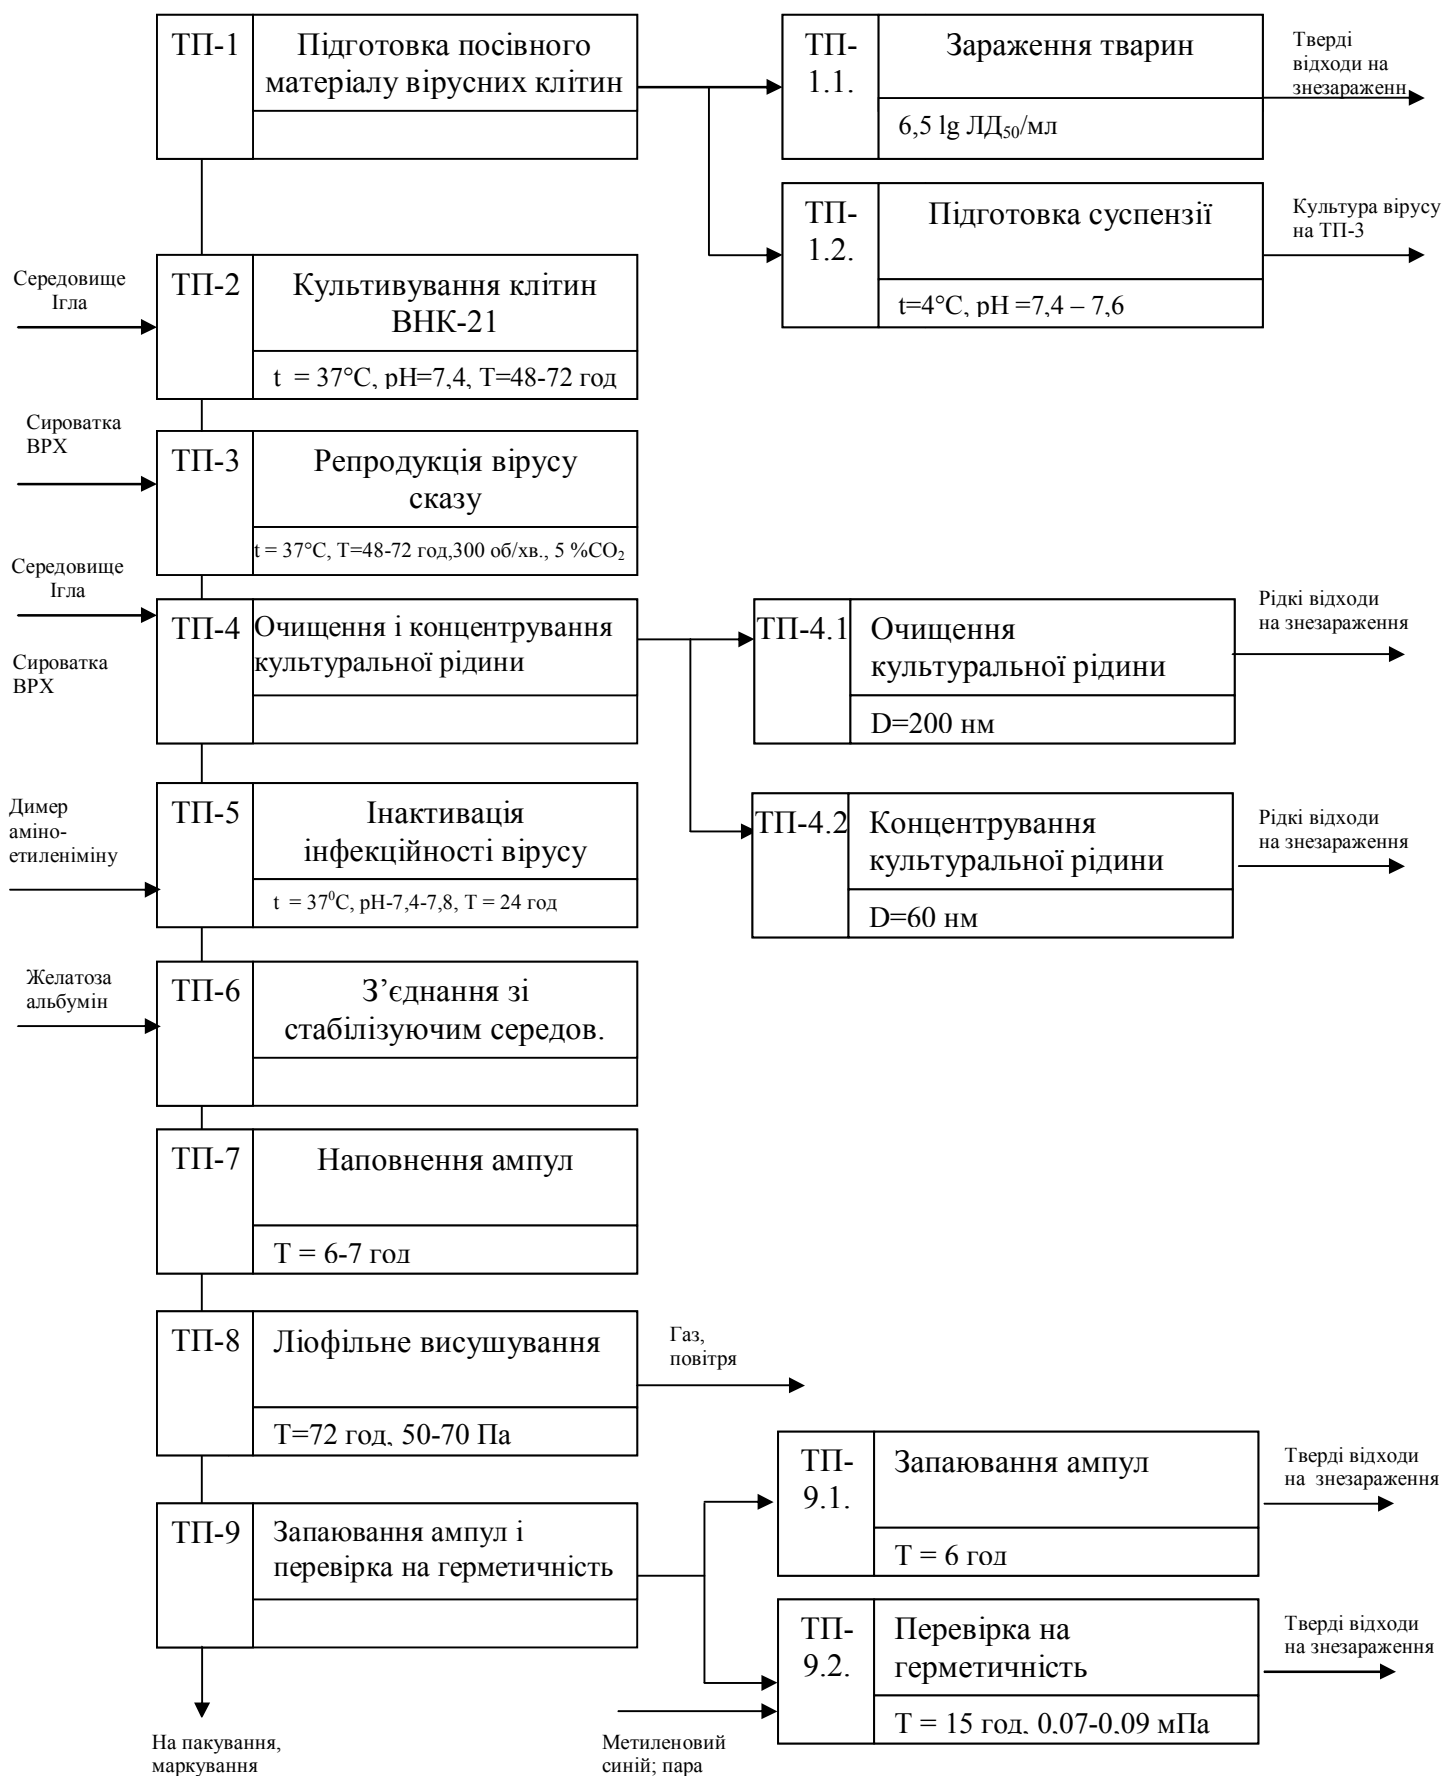 ТП-1
Підготовка посівного
матеріалу вірусних клітин
ТП-
1.1.
Зараження тварин
6,5 lg ЛД₅₀/мл
Тверді
відходи на
знезараженн
ТП-
1.2.
Підготовка суспензії
t=4°С, pH =7,4 – 7,6
Культура вірусу
на ТП-3
Середовище
Ігла
ТП-2
Культивування клітин
ВНК-21
t = 37°С, pH=7,4, Т=48-72 год
Сироватка
ВРХ
ТП-3
Репродукція вірусу
сказу
t = 37°С, Т=48-72 год,300 об/хв., 5 %СО₂
Середовище
Ігла
Сироватка
ВРХ
ТП-4
Очищення і концентрування
культуральної рідини
ТП-4.1
Очищення
культуральної рідини
D=200 нм
Рідкі відходи
на знезараження
ТП-4.2
Концентрування
культуральної рідини
D=60 нм
Рідкі відходи
на знезараження
Димер
аміно-
етиленіміну
ТП-5
Інактивація
інфекційності вірусу
t = 37⁰С, pH-7,4-7,8, Т = 24 год
Желатоза
альбумін
ТП-6
З’єднання зі
стабілізуючим середов.
ТП-7
Наповнення ампул
Т = 6-7 год
ТП-8
Ліофільне висушування
Т=72 год, 50-70 Па
Газ,
повітря
ТП-9
Запаювання ампул і
перевірка на герметичність
ТП-
9.1.
Запаювання ампул
Т = 6 год
Тверді відходи
на знезараження
ТП-
9.2.
Перевірка на
герметичність
Т = 15 год, 0,07-0,09 мПа
Тверді відходи
на знезараження
На пакування,
маркування
Метиленовий
синій; пара